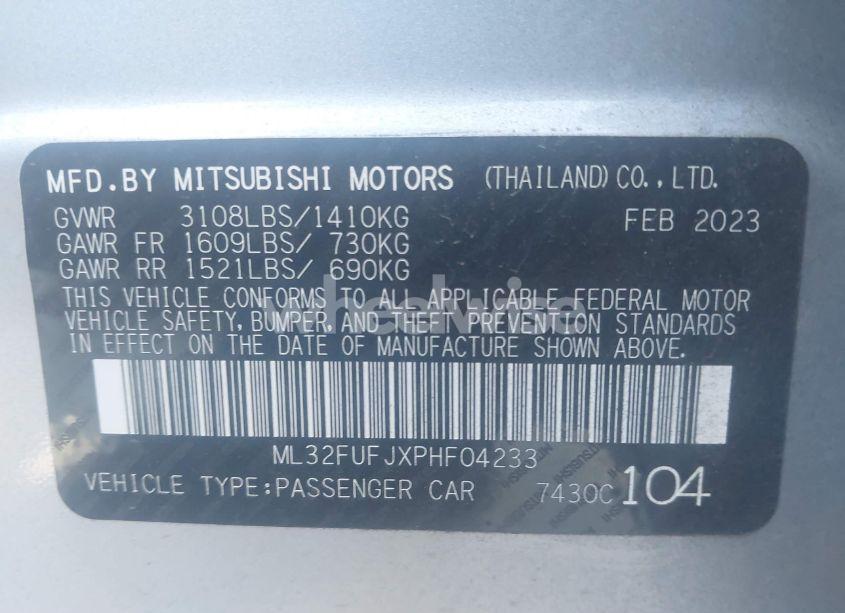 MFD.BY MITSUBISHI MOTORS (THAILAND) CO.,LTD.
GVWR 3108LBS/1410KG FEB 2023
GAWR FR 1609LBS/ 730KG
GAWR RR 1521LBS/ 690KG
THIS VEHICLE CONFORMS TO ALL APPLICABLE FEDERAL MOTOR
VEHICLE SAFETY, BUMPER, AND THEFT PREVENTION STANDARDS
IN EFFECT ON THE DATE OF MANUFACTURE SHOWN ABOVE.
wheelwise
ML32FUFJXPHF04233
VEHICLE TYPE:PASSENGER CAR 7430C 104